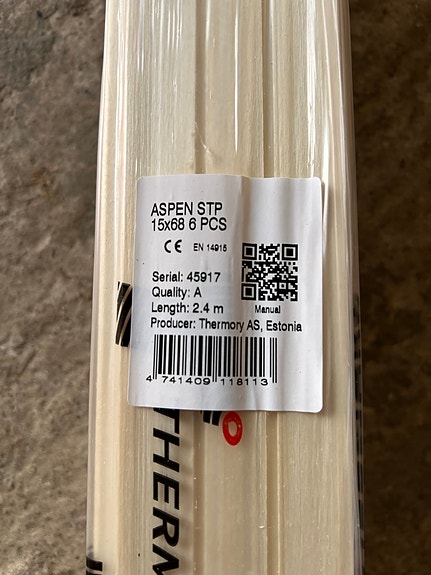 ASPEN STP
15x68 6 PCS
CE EN 14915
Serial: 45917
Quality: A
Length: 2.4 m
Manual
Producer: Thermory AS, Estonia
4 741409 118113
THERM